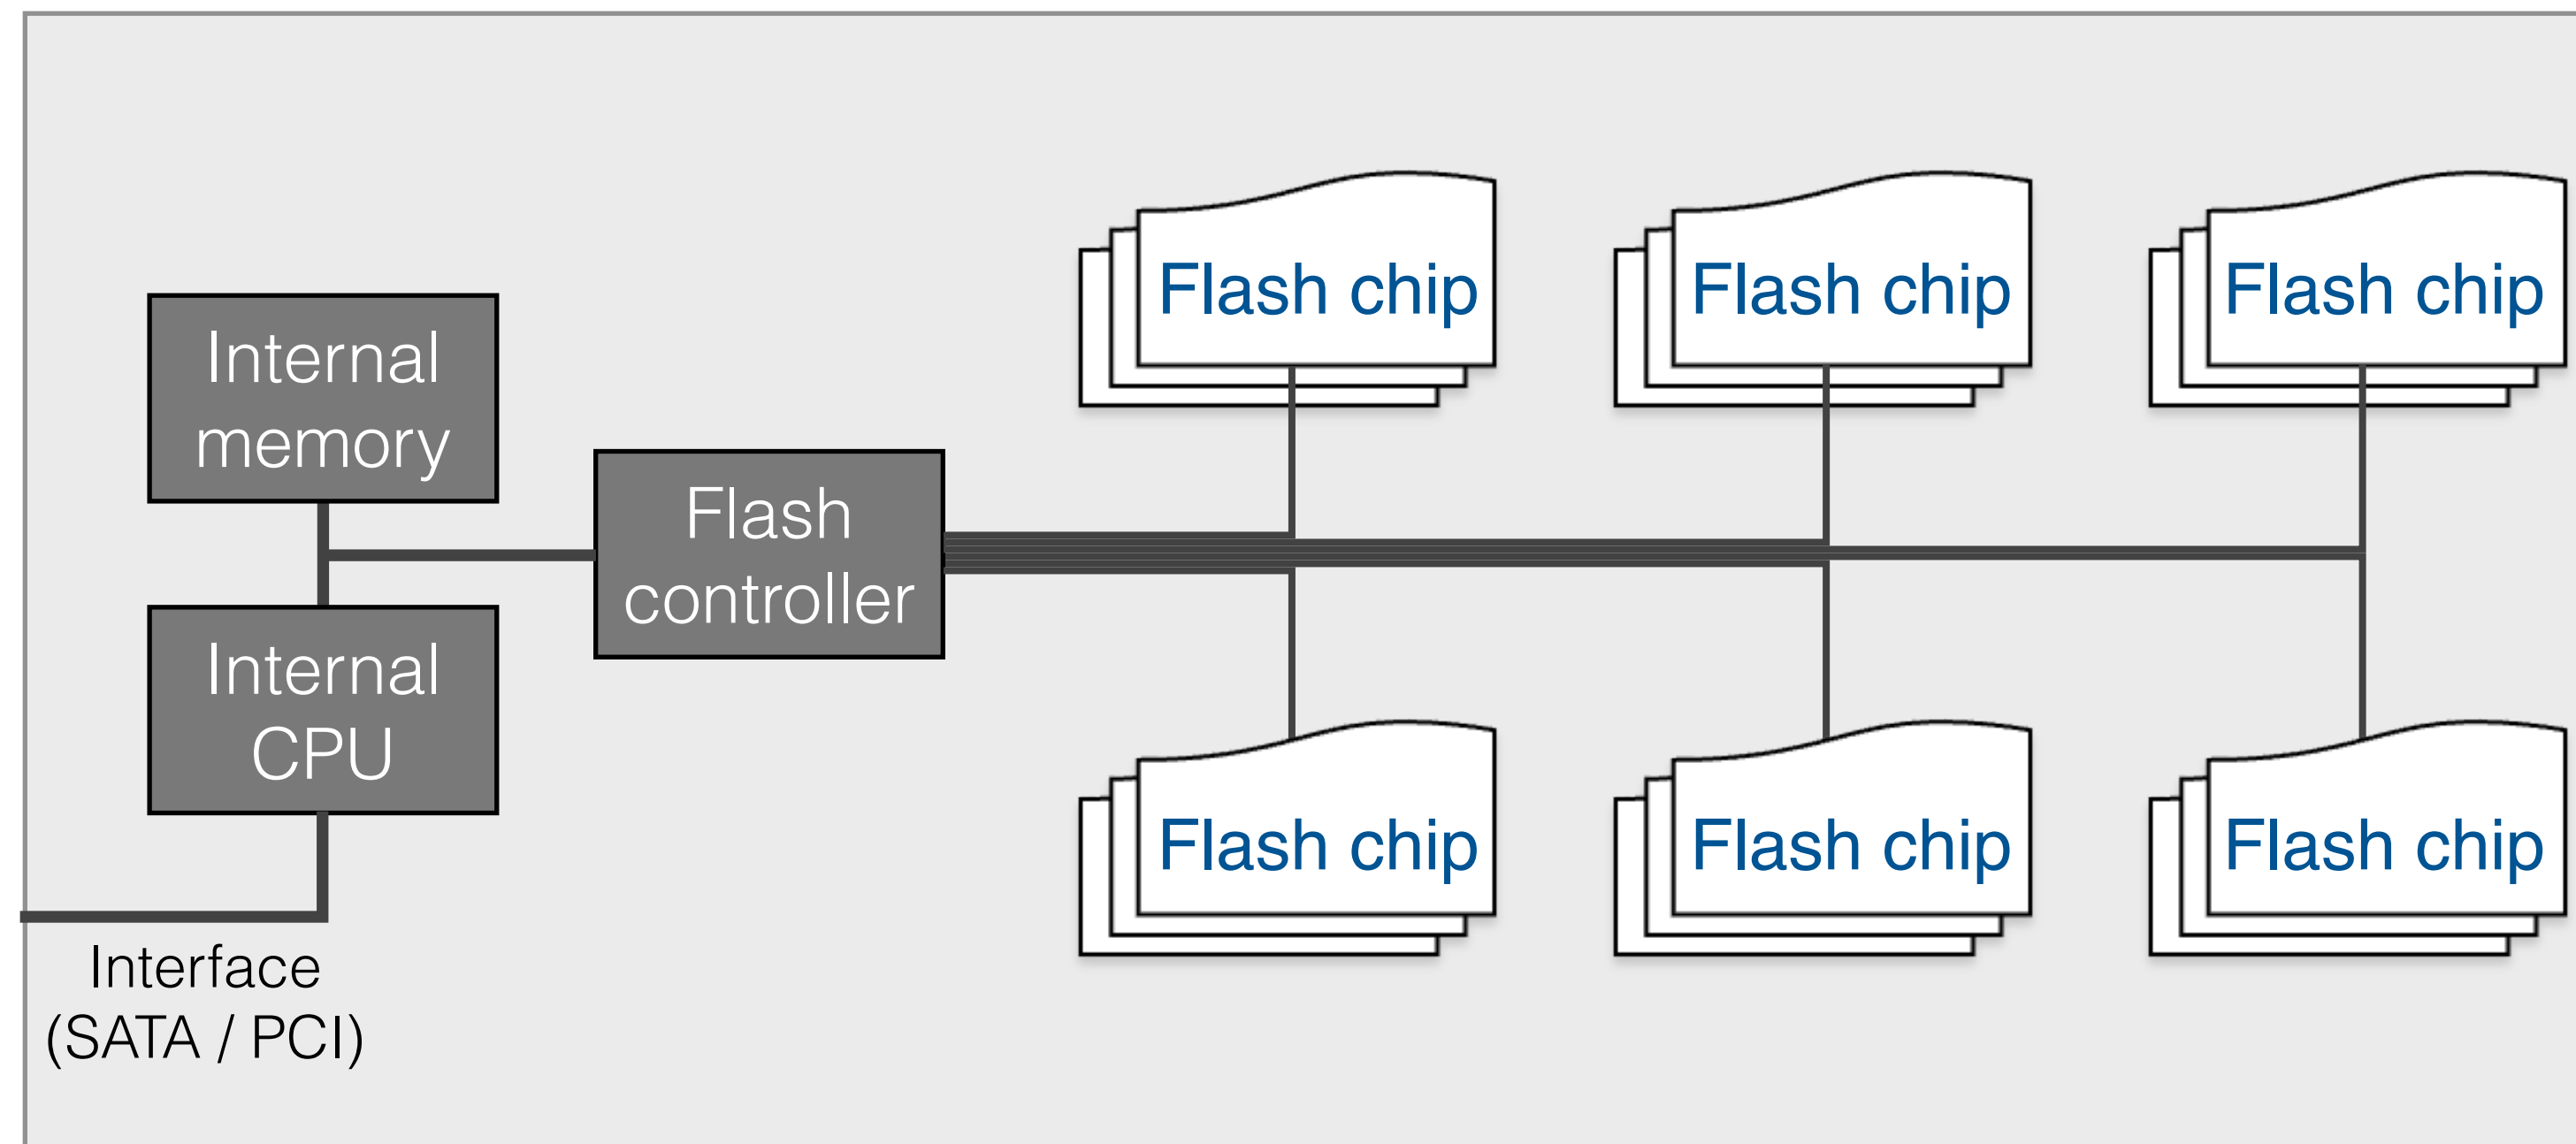 Internal
memory
Internal
CPU
Interface
(SATA / PCI)
Flash
controller
Flash chip
Flash chip
Flash chip
Flash chip
Flash chip
Flash chip